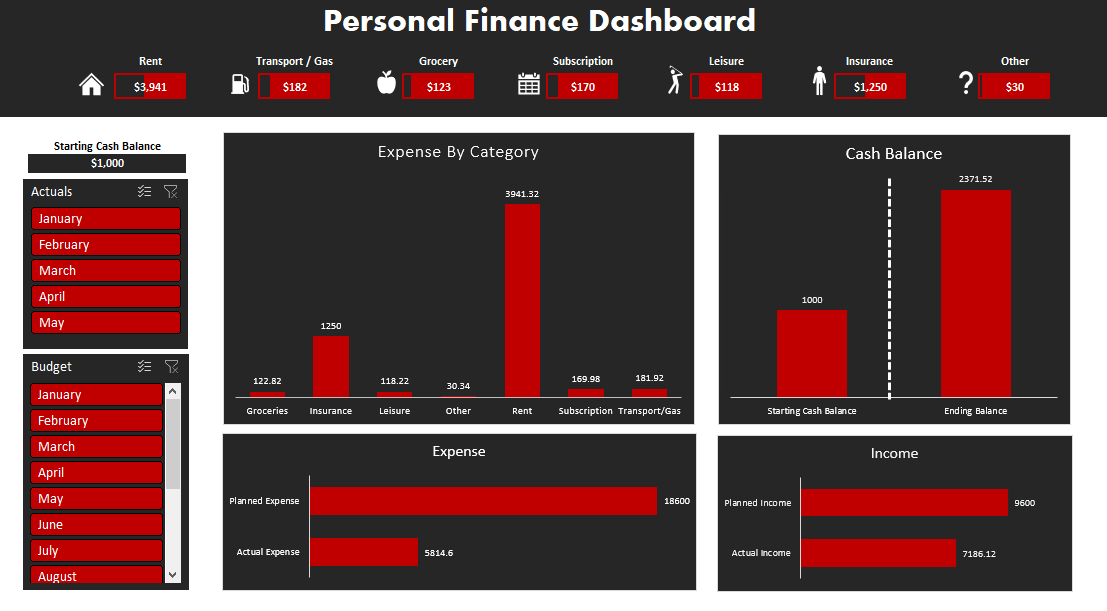 Personal Finance Dashboard
Rent
Transport / Gas
Grocery
Subscription
Leisure
Insurance
Other
$3,941
$182
$123
$170
$118
$1,250
$30
Starting Cash Balance
$1,000
Actuals
January
February
March
April
May
Budget
January
February
March
April
May
June
July
August
Expense By Category
3941.32
1250
122.82
118.22
30.34
169.98
181.92
Groceries
Insurance
Leisure
Other
Rent
Subscription
Transport/Gas
Cash Balance
2371.52
1000
Starting Cash Balance
Ending Balance
Expense
Planned Expense
18600
Actual Expense
5814.6
Income
Planned Income
9600
Actual Income
7186.12